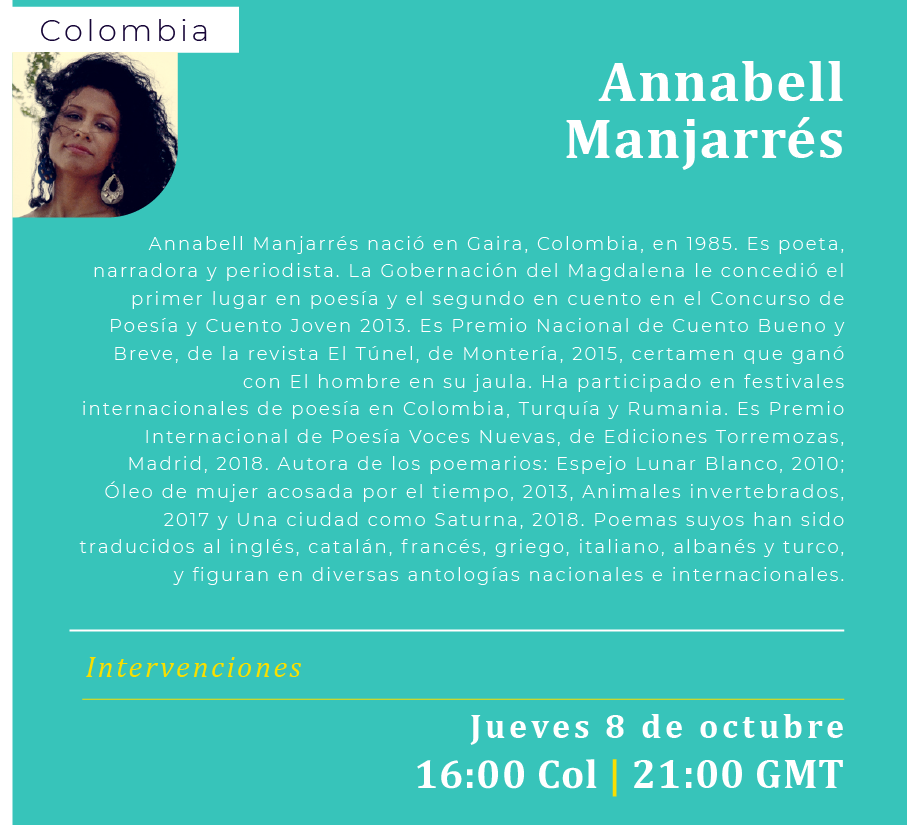 Colombia
Annabell
Manjarrés
Annabell Manjarrés nació en Gaira, Colombia, en 1985. Es poeta,
narradora y periodista. La Gobernación del Magdalena le concedió el
primer lugar en poesía y el segundo en cuento en el Concurso de
Poesía y Cuento Joven 2013. Es Premio Nacional de Cuento Bueno y
Breve, de la revista El Túnel, de Montería, 2015, certamen que ganó
con El hombre en su jaula. Ha participado en festivales
internacionales de poesía en Colombia, Turquía y Rumania. Es Premio
Internacional de Poesía Voces Nuevas, de Ediciones Torremozas,
Madrid, 2018. Autora de los poemarios: Espejo Lunar Blanco, 2010;
Óleo de mujer acosada por el tiempo, 2013, Animales invertebrados,
2017 y Una ciudad como Saturna, 2018. Poemas suyos han sido
traducidos al inglés, catalán, francés, griego, italiano, albanés y turco,
y figuran en diversas antologías nacionales e internacionales.
Intervenciones
Jueves 8 de octubre
16:00 Col | 21:00 GMT